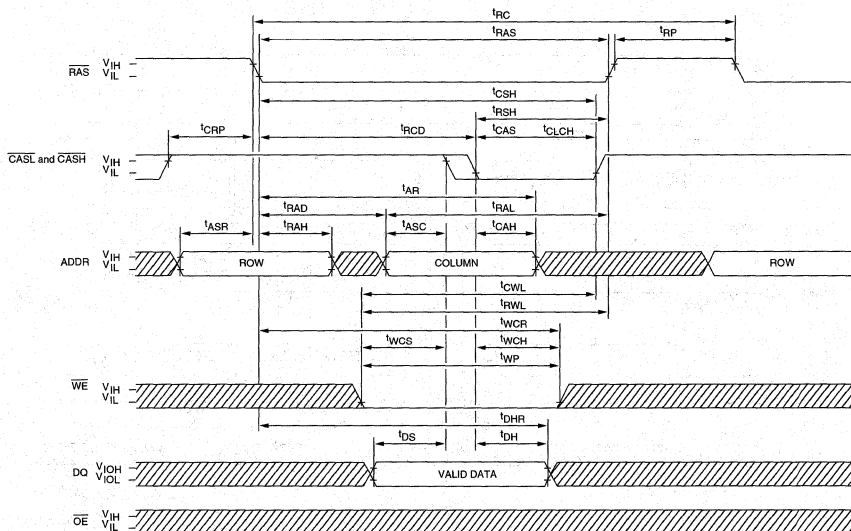 tRC
tRAS
tRP
RAS VIH
VIL
tCSH
tRSH
tCRP tRCD tCAS tCLCH
CASL and CASH VIH
VIL
tAR
tRAD tRAL
tASR tRAH tASC tCAH
ADDR VIH
VIL
ROW COLUMN ROW
tCWL
tRWL
tWCR
tWCS tWCH
tWP
WE VIH
VIL
tDHR
tDS tDH
DQ VIOH
VIOL
VALID DATA
OE VIH
VIL